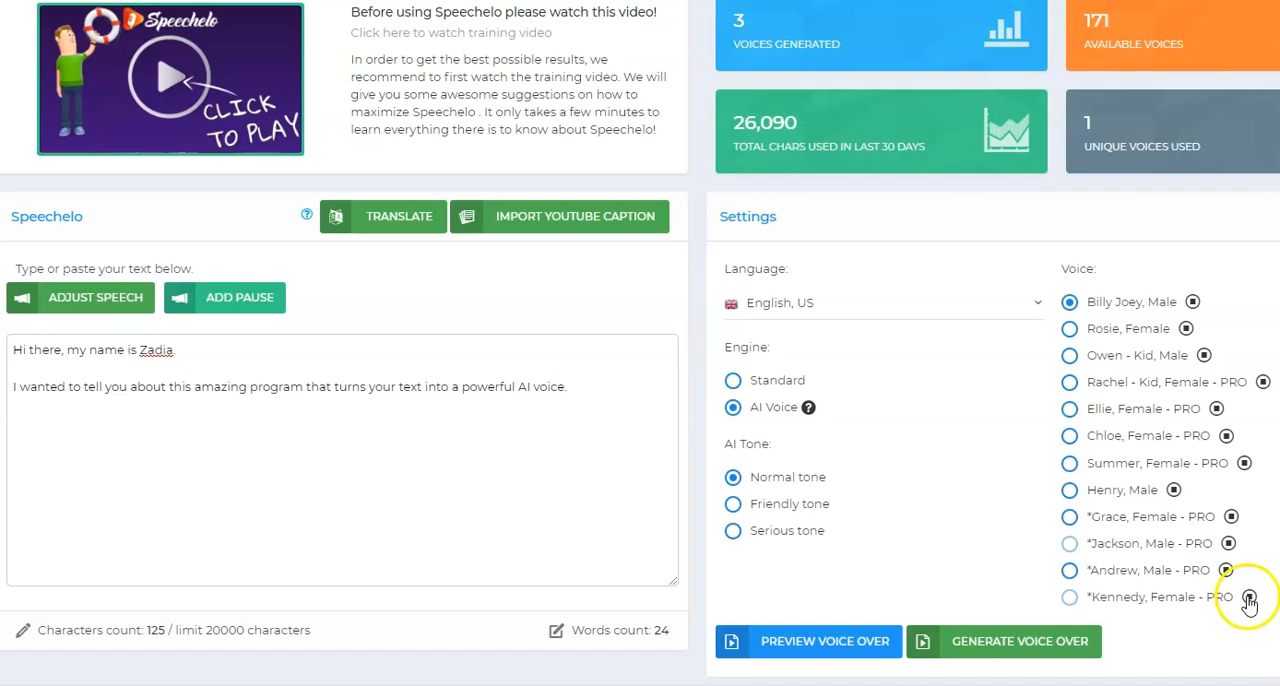 Speechelo
CLICK
TO PLAY
Before using Speechelo please watch this video!
Click here to watch training video
In order to get the best possible results, we
recommend to first watch the training video. We will
give you some awesome suggestions on how to
maximize Speechelo . It only takes a few minutes to
learn everything there is to know about Speechelo!
3
VOICES GENERATED
171
AVAILABLE VOICES
26,090
TOTAL CHARS USED IN LAST 30 DAYS
1
UNIQUE VOICES USED
Speechelo
?
TRANSLATE
IMPORT YOUTUBE CAPTION
Type or paste your text below.
ADJUST SPEECH
ADD PAUSE
Hi there, my name is Zadia.
I wanted to tell you about this amazing program that turns your text into a powerful AI voice.
Characters count: 125 / limit 20000 characters
Words count: 24
Settings
Language:
English, US
Engine:
Standard
AI Voice ?
AI Tone:
Normal tone
Friendly tone
Serious tone
Voice:
Billy Joey, Male
Rosie, Female
Owen - Kid, Male
Rachel - Kid, Female - PRO
Ellie, Female - PRO
Chloe, Female - PRO
Summer, Female - PRO
Henry, Male
*Grace, Female - PRO
*Jackson, Male - PRO
*Andrew, Male - PRO
*Kennedy, Female - PRO
PREVIEW VOICE OVER
GENERATE VOICE OVER